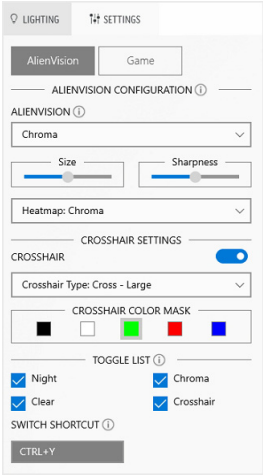 LIGHTING SETTINGS
AlienVision Game
ALIENVISION CONFIGURATION
ALIENVISION
Chroma
Size Sharpness
Heatmap: Chroma
CROSSHAIR SETTINGS
CROSSHAIR
Crosshair Type: Cross - Large
CROSSHAIR COLOR MASK
TOGGLE LIST
Night Chroma
Clear Crosshair
SWITCH SHORTCUT
CTRL+Y